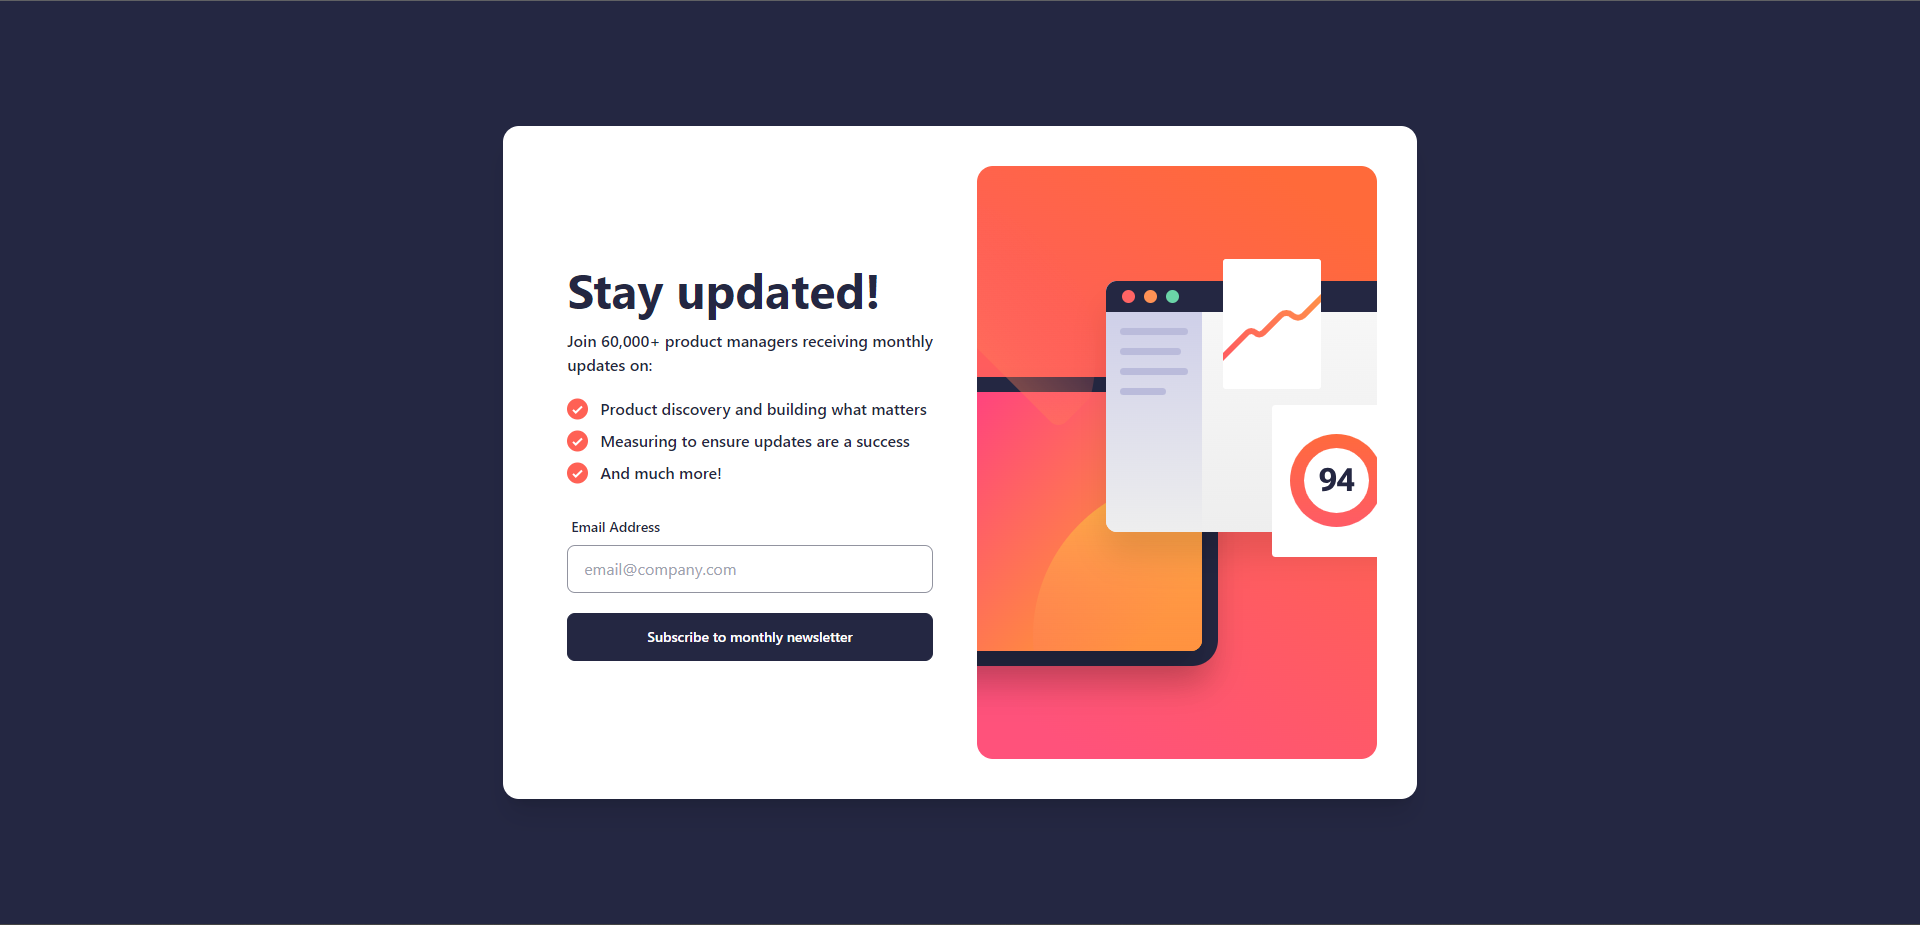 Stay updated!
Join 60,000+ product managers receiving monthly
updates on:
Product discovery and building what matters
Measuring to ensure updates are a success
And much more!
Email Address
email@company.com
Subscribe to monthly newsletter
94